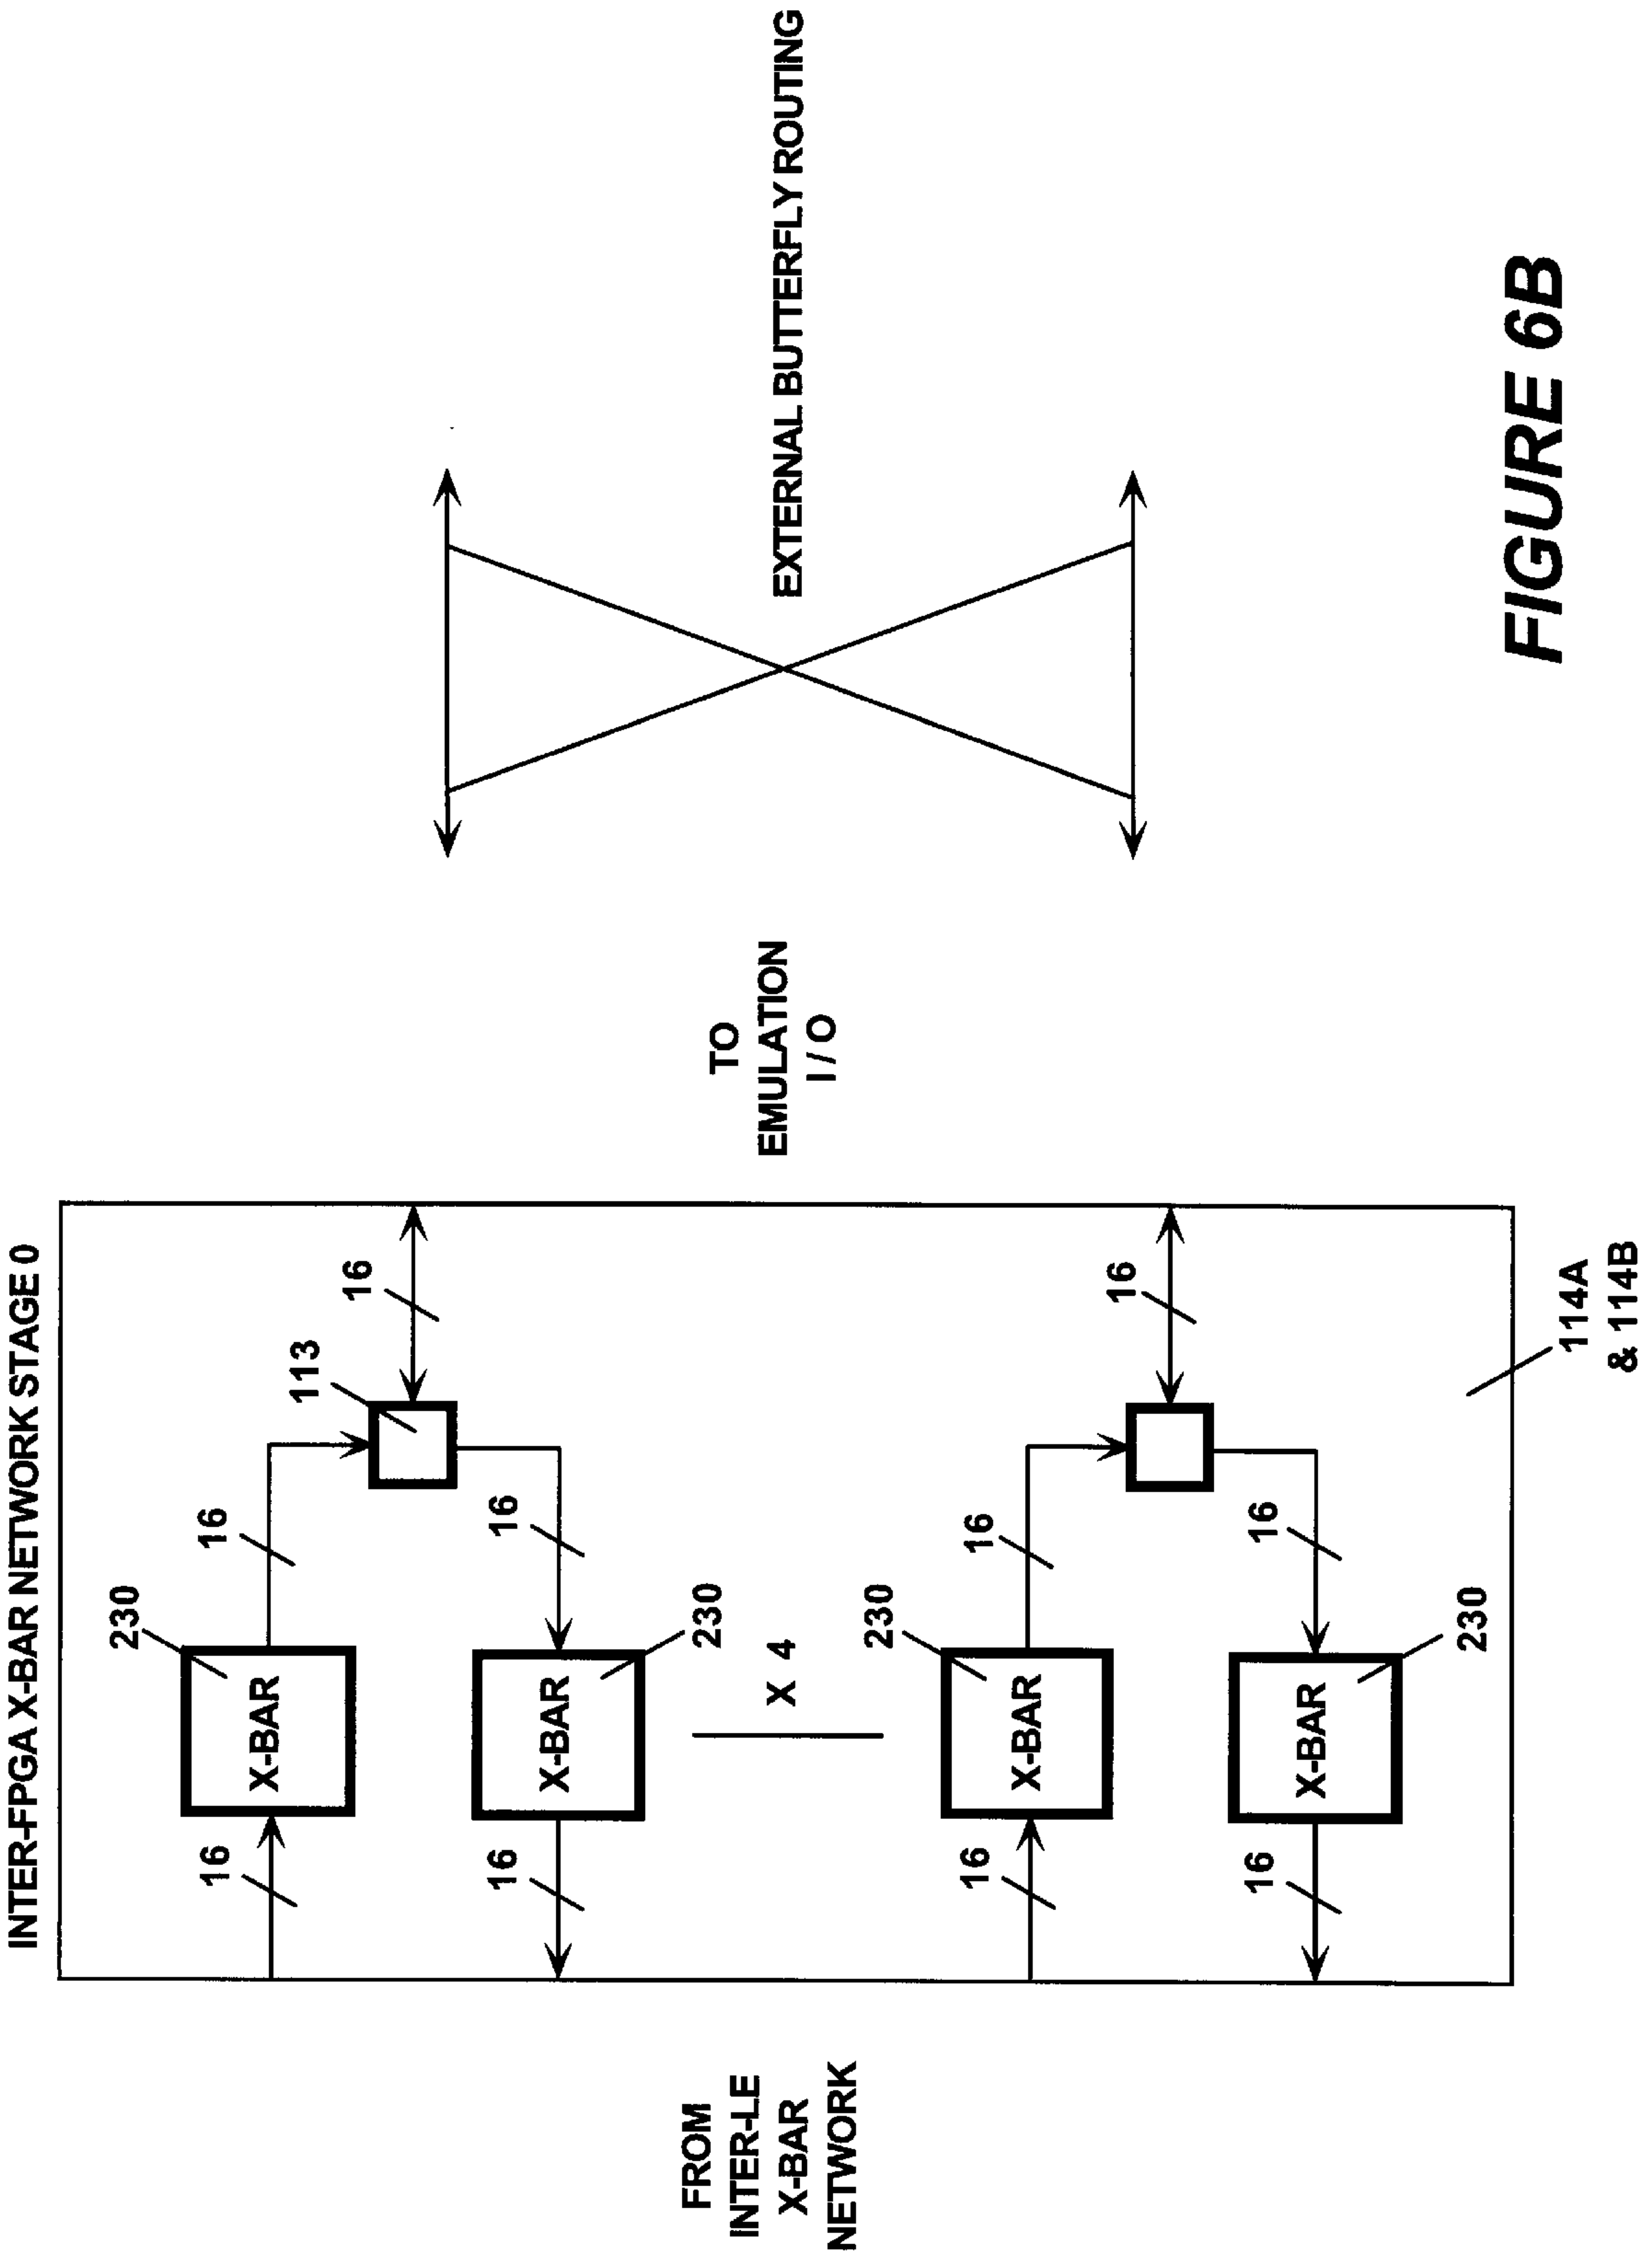 INTER-FPGA X-BAR NETWORK STAGE 0
230
113
16
16
16
X-BAR
16
16
X-BAR
230
FROM
INTER-LE
X-BAR
NETWORK
X 4
TO
EMULATION
I / O
EXTERNAL BUTTERFLY ROUTING
230
16
16
16
X-BAR
16
16
X-BAR
230
114A
& 114B
FIGURE 6B